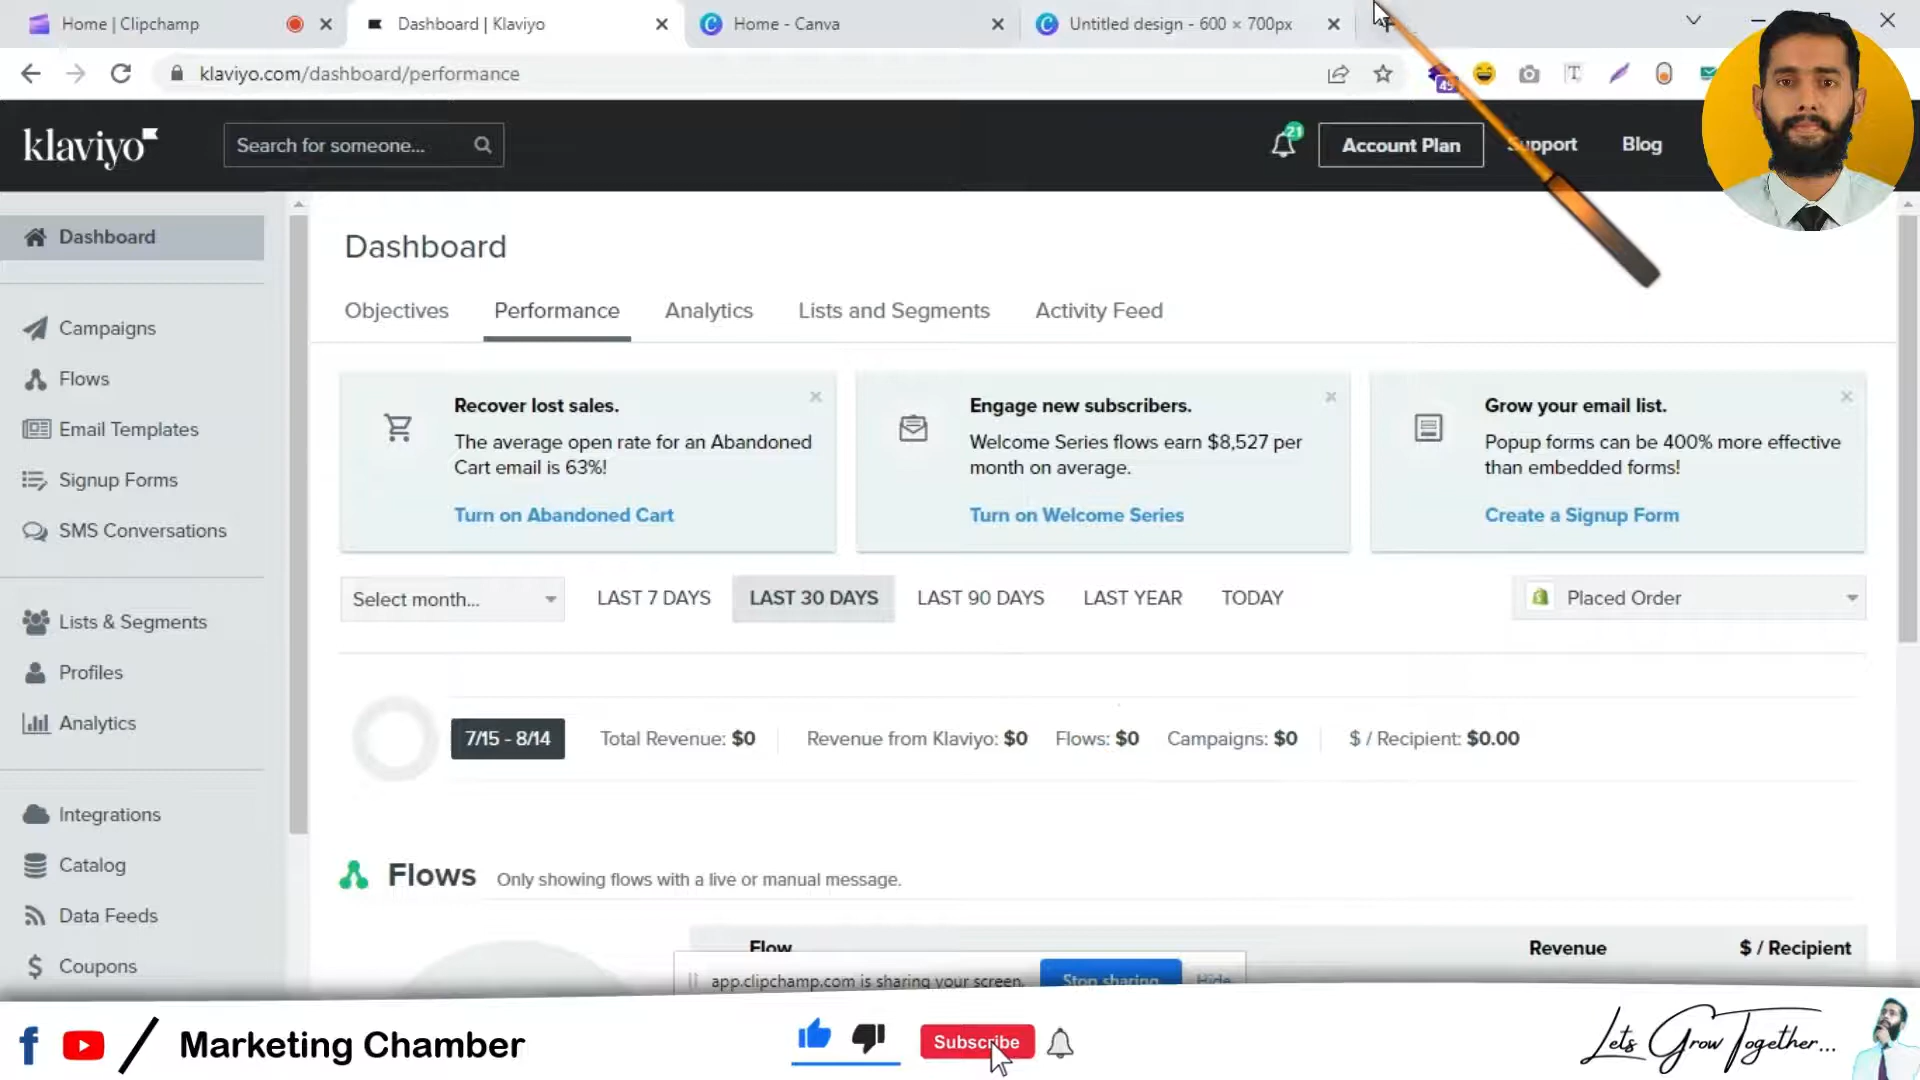 Home | Clipchamp
Dashboard | Klaviyo
Home - Canva
Untitled design - 600 × 700px
klaviyo.com/dashboard/performance
49
klaviyo
Search for someone...
21
Account Plan
Support
Blog
Dashboard
Campaigns
Flows
Email Templates
Signup Forms
SMS Conversations
Lists & Segments
Profiles
Analytics
Integrations
Catalog
Data Feeds
Coupons
Dashboard
Objectives
Performance
Analytics
Lists and Segments
Activity Feed
Recover lost sales.
The average open rate for an Abandoned
Cart email is 63%!
Turn on Abandoned Cart
Engage new subscribers.
Welcome Series flows earn $8,527 per
month on average.
Turn on Welcome Series
Grow your email list.
Popup forms can be 400% more effective
than embedded forms!
Create a Signup Form
Select month...
LAST 7 DAYS
LAST 30 DAYS
LAST 90 DAYS
LAST YEAR
TODAY
Placed Order
7/15 - 8/14
Total Revenue: $0
Revenue from Klaviyo: $0
Flows: $0
Campaigns: $0
$ / Recipient: $0.00
Flows
Only showing flows with a live or manual message.
Flow
Revenue
$ / Recipient
app.clipchamp.com is sharing your screen.
Stop sharing
Hide
Marketing Chamber
Subscribe
Lets Grow Together...